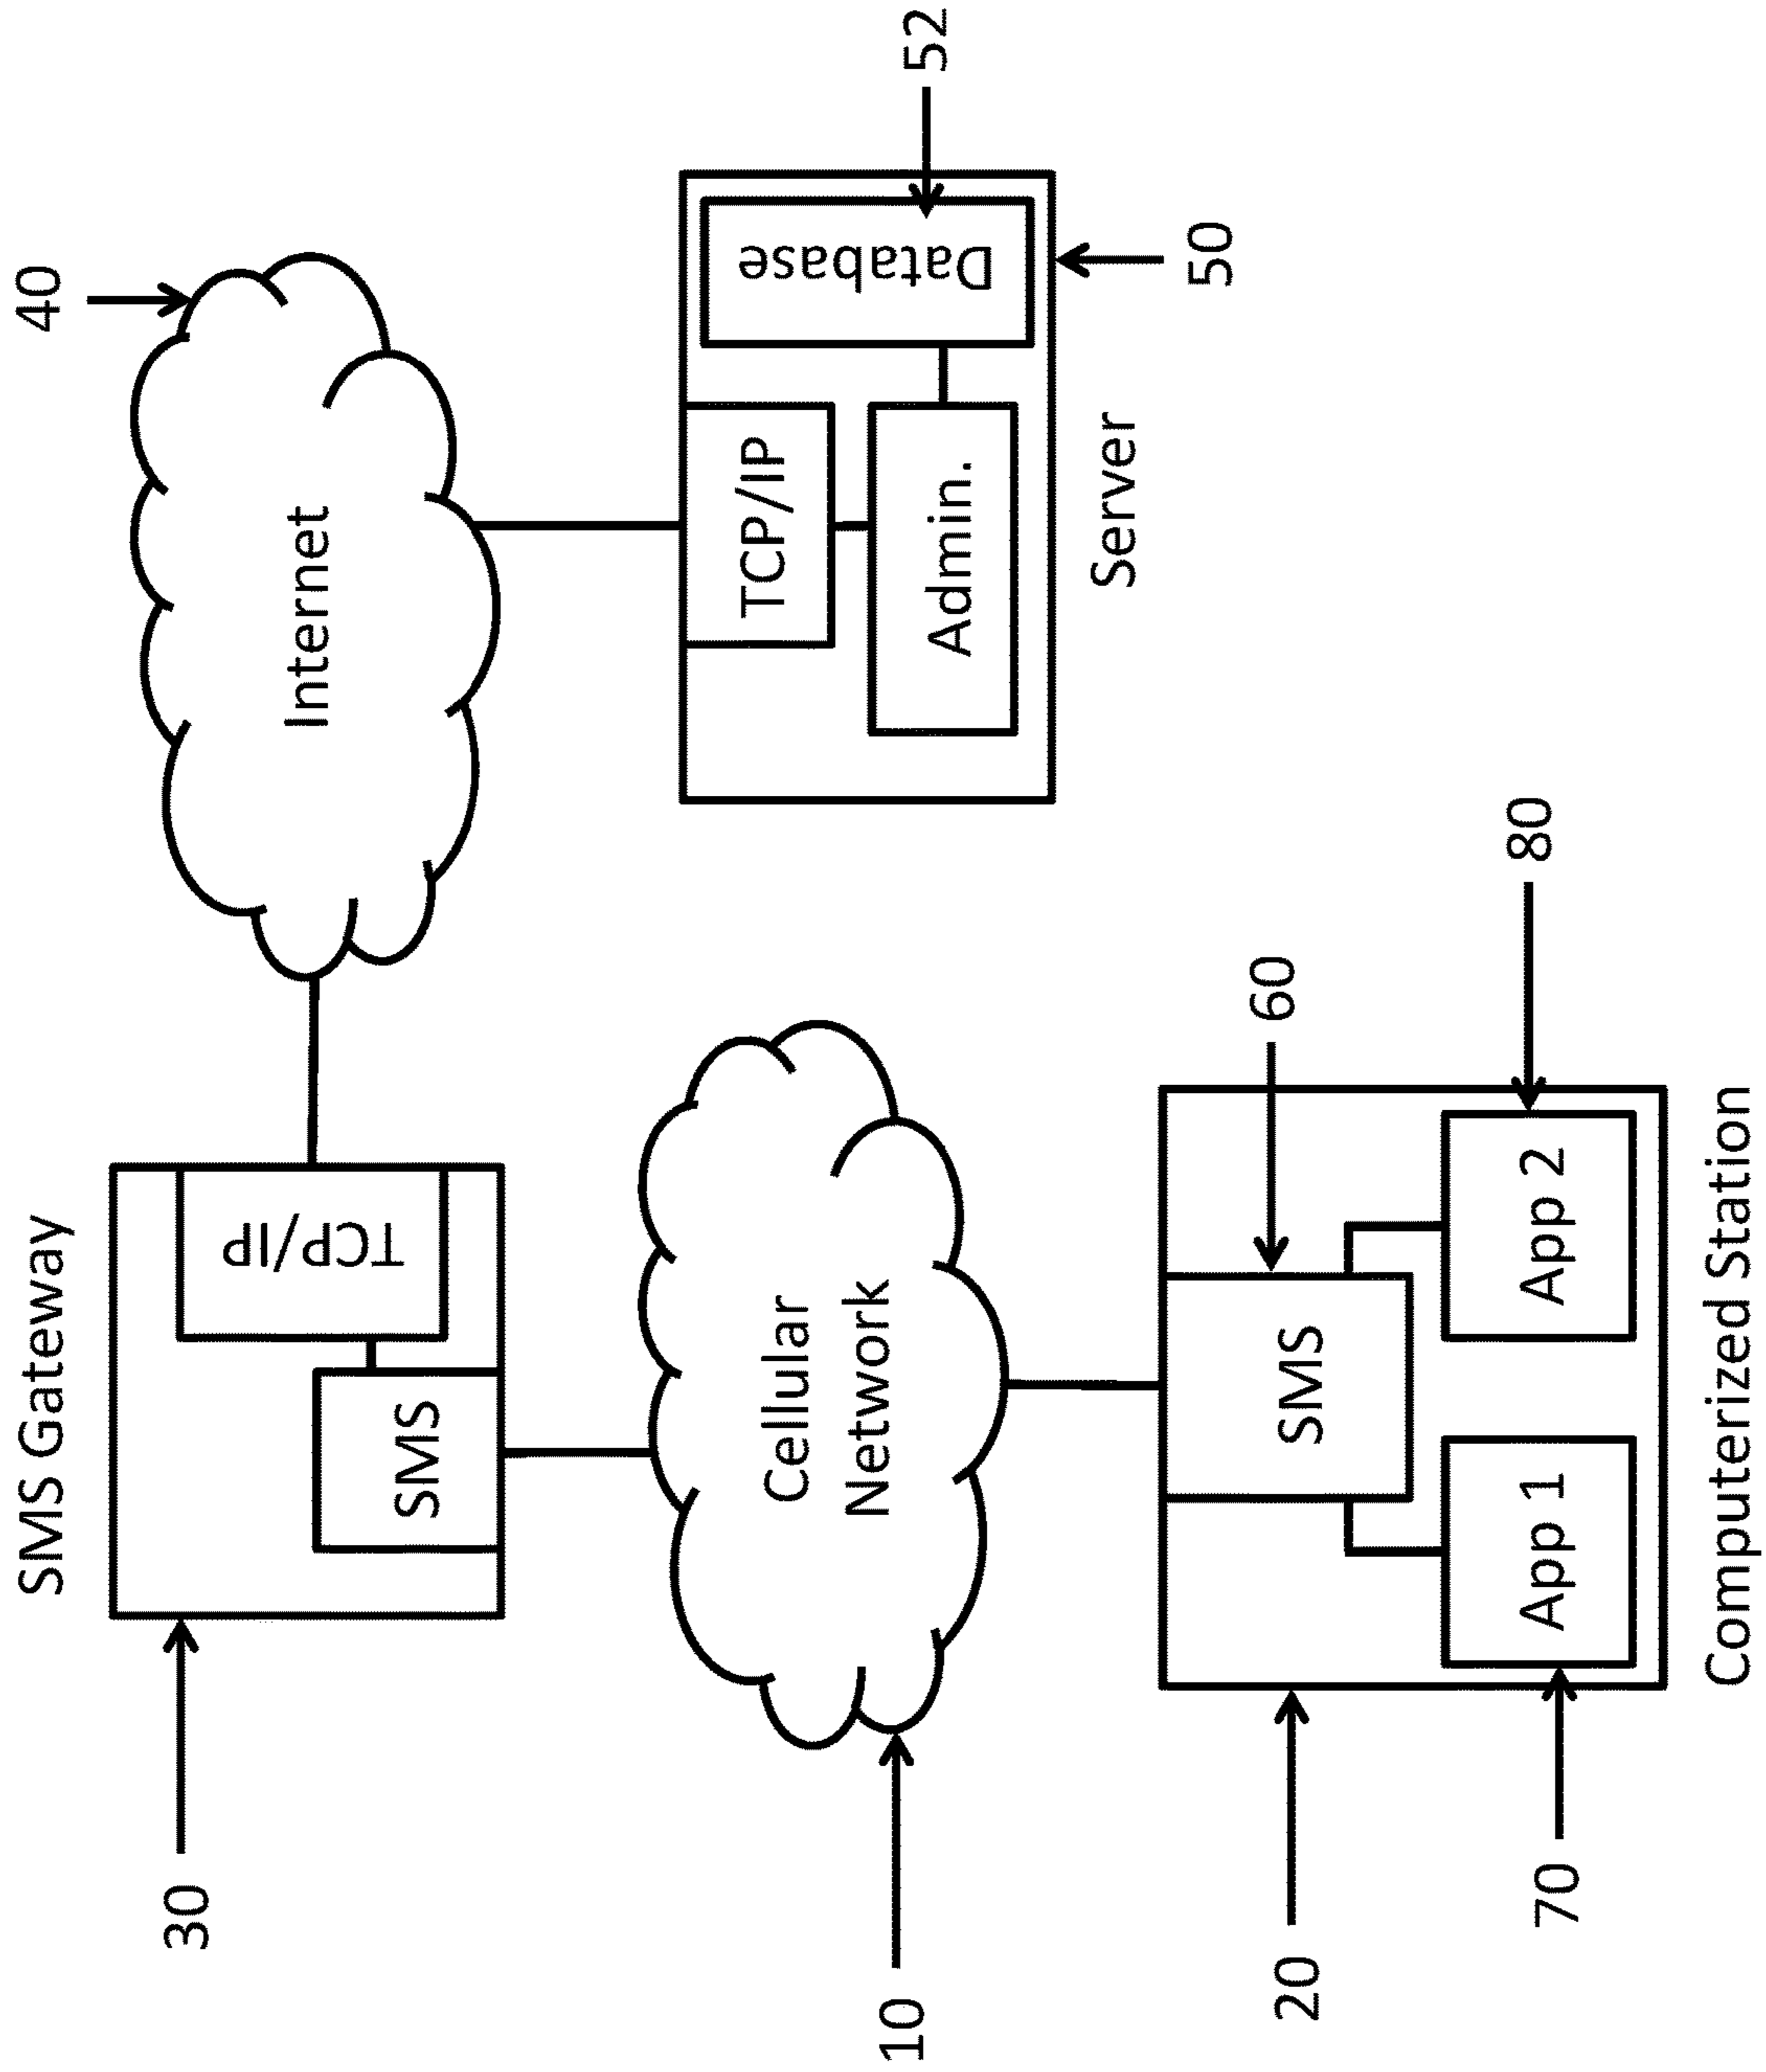 SMS Gateway
30
TCP/IP
SMS
Internet
40
Cellular
Network
10
TCP/IP
Admin.
Database
52
50
Server
20
SMS
60
App 1
App 2
70
80
Computerized Station